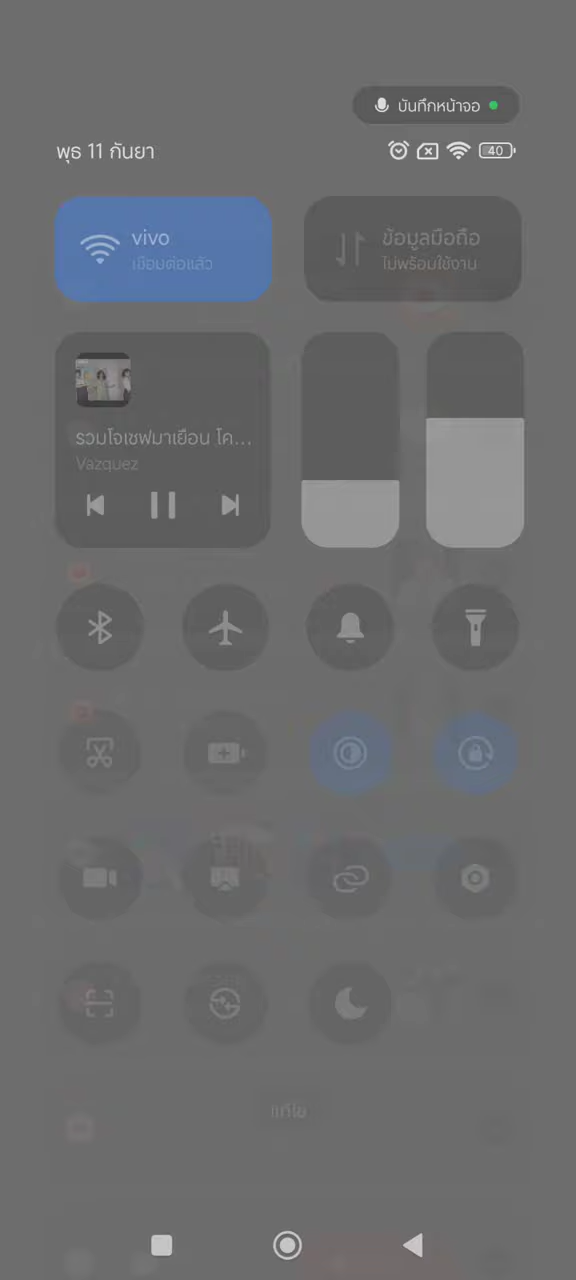 บันทึกหน้าจอ
พุธ 11 กันยา
40
vivo
เชื่อมต่อแล้ว
ข้อมูลมือถือ
ไม่พร้อมใช้งาน
รวมโจเซฟมาเยือน โค...
Vazquez
แก้ไข